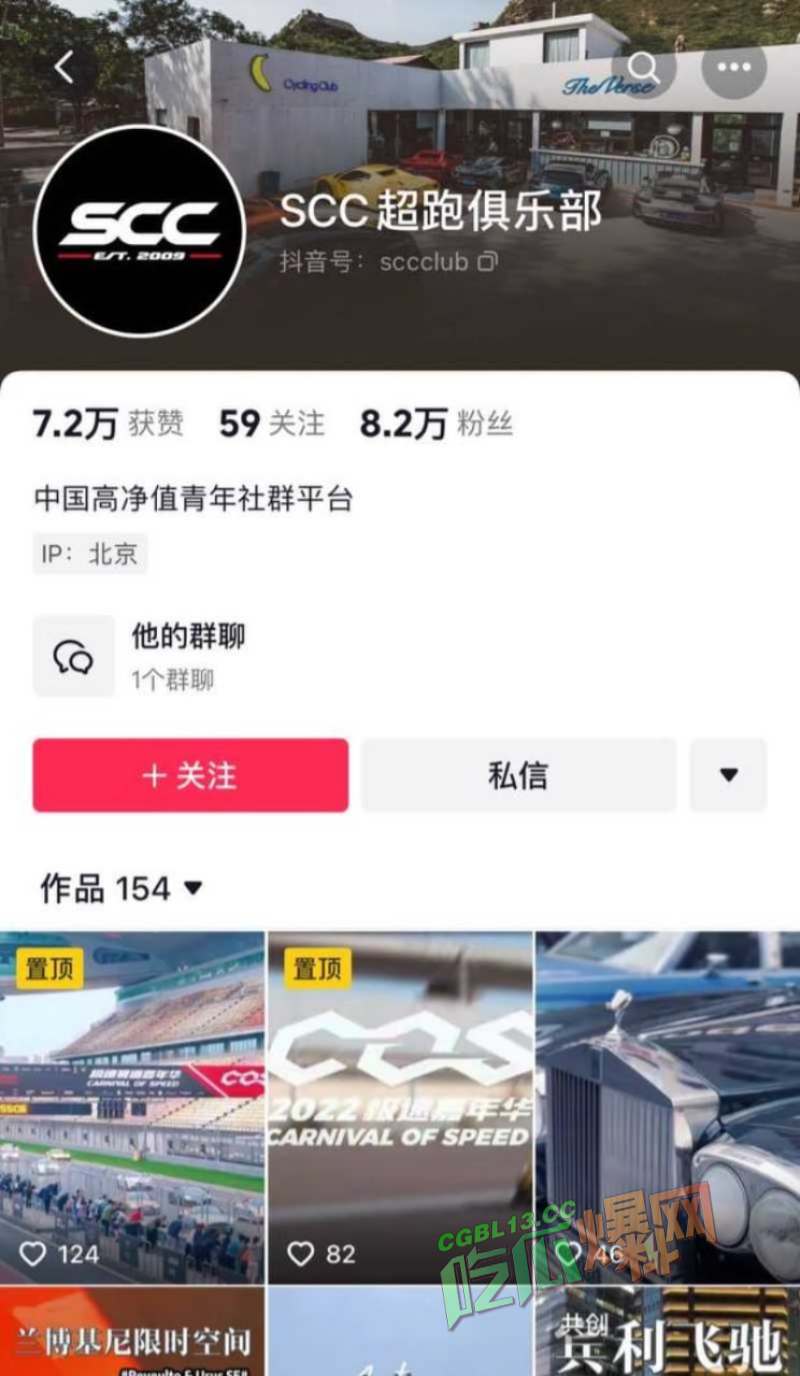 Cycling Club
The Verse
SCC
EST. 2009
SCC超跑俱乐部
抖音号：sccclub
7.2万 获赞 59 关注 8.2万 粉丝
中国高净值青年社群平台
IP：北京
他的群聊
1个群聊
+ 关注
私信
作品 154
置顶
极速嘉年华
CARNIVAL OF SPEED
COS
124
置顶
COS
2022 极速嘉年华
CARNIVAL OF SPEED
82
46
CGBL13.CC
吃瓜爆料网
兰博基尼限时空间
共创
宾利飞驰